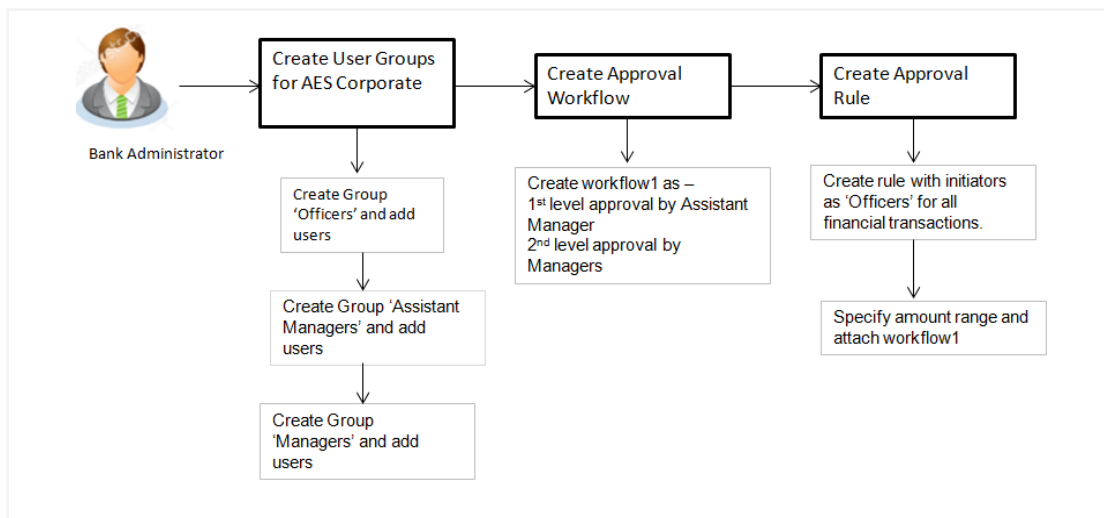 Bank Administrator
Create User Groups
for AES Corporate
Create Group
‘Officers’ and add
users
Create Group ‘Assistant
Managers’ and add
users
Create Group
‘Managers’ and add
users
Create Approval
Workflow
Create workflow1 as –
1st level approval by Assistant
Manager
2nd level approval by
Managers
Create Approval
Rule
Create rule with initiators
as ‘Officers’ for all
financial transactions.
Specify amount range and
attach workflow1